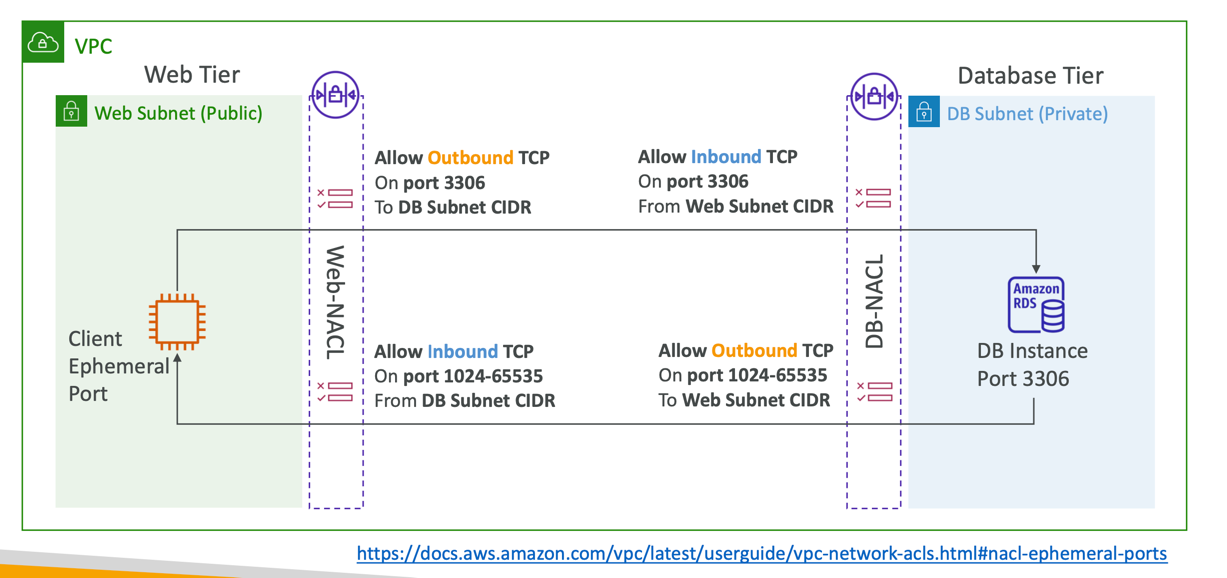 VPC
Web Tier
Database Tier
Web Subnet (Public)
DB Subnet (Private)
Allow Outbound TCP
On port 3306
To DB Subnet CIDR
Allow Inbound TCP
On port 3306
From Web Subnet CIDR
Web-NACL
DB-NACL
Client
Ephemeral
Port
Amazon
RDS
DB Instance
Port 3306
Allow Inbound TCP
On port 1024-65535
From DB Subnet CIDR
Allow Outbound TCP
On port 1024-65535
To Web Subnet CIDR
https://docs.aws.amazon.com/vpc/latest/userguide/vpc-network-acls.html#nacl-ephemeral-ports